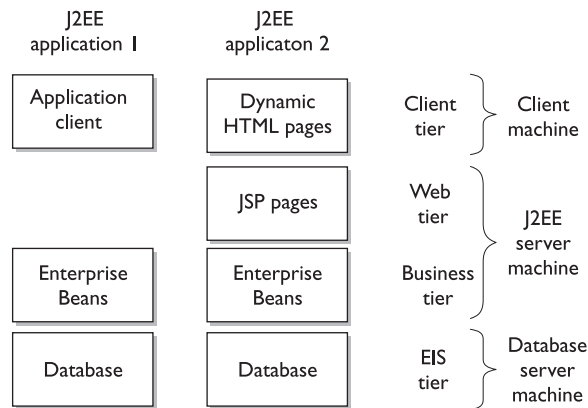 J2EE
application 1
J2EE
applicaton 2
Application
client
Dynamic
HTML pages
Client
tier
Client
machine
JSP pages
Web
tier
J2EE
server
machine
Enterprise
Beans
Enterprise
Beans
Business
tier
Database
Database
EIS
tier
Database
server
machine